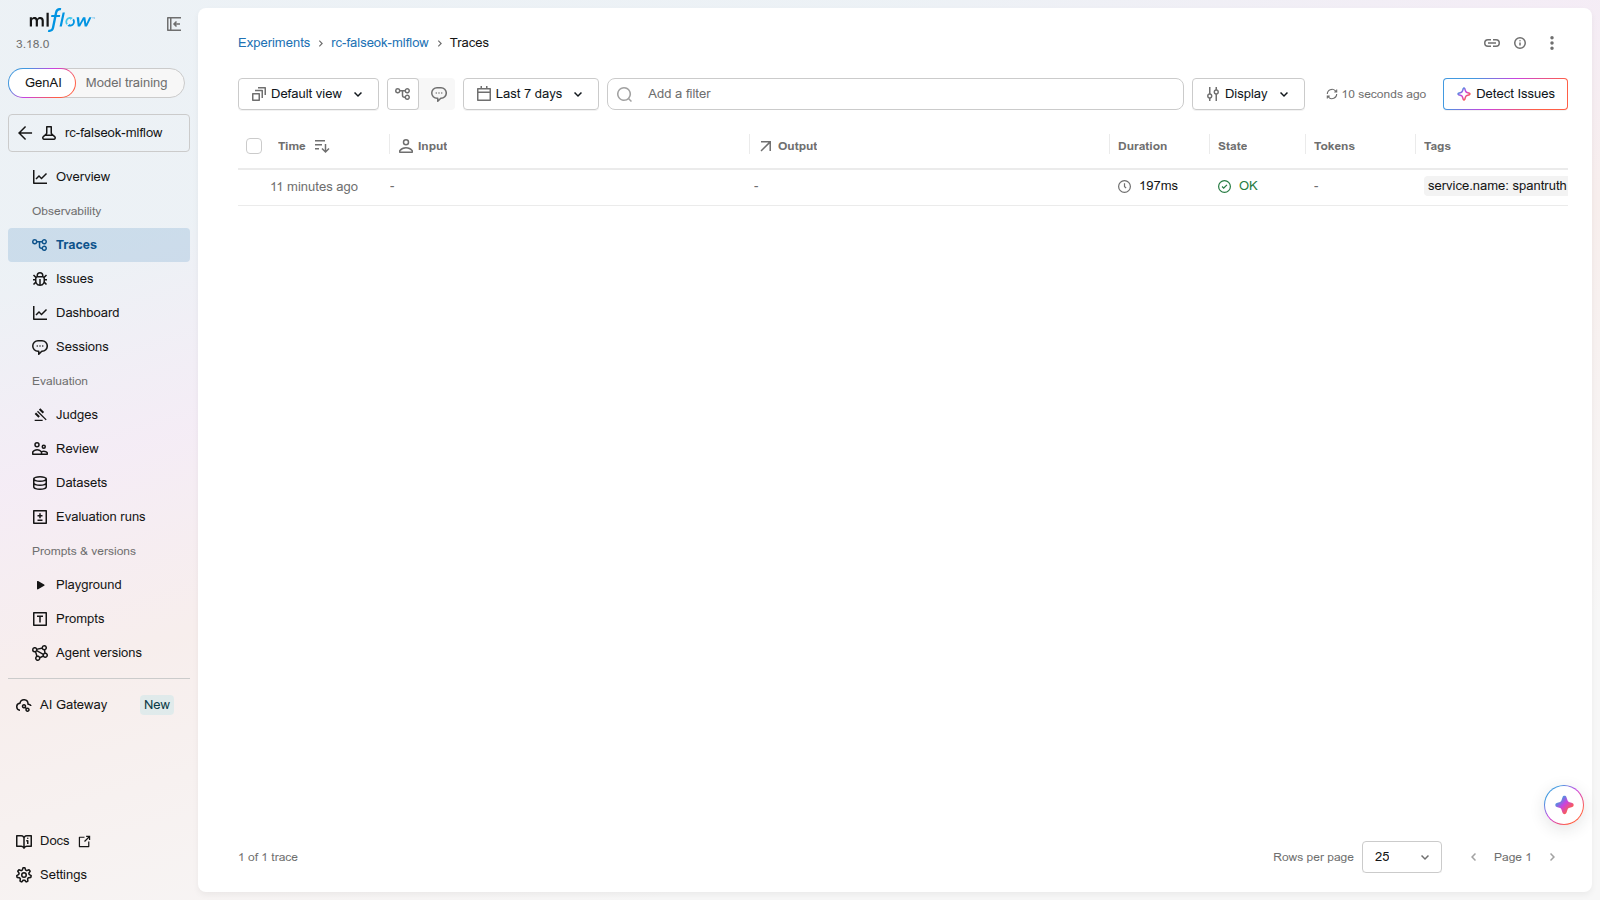 mlflow
3.18.0
GenAI Model training
rc-falseok-mlflow
Overview
Observability
Traces
Issues
Dashboard
Sessions
Evaluation
Judges
Review
Datasets
Evaluation runs
Prompts & versions
Playground
Prompts
Agent versions
AI Gateway New
Docs
Settings
Experiments › rc-falseok-mlflow › Traces
Default view Last 7 days Add a filter Display 10 seconds ago Detect Issues
Time Input Output Duration State Tokens Tags
11 minutes ago - - 197ms OK - service.name: spantruth
1 of 1 trace Rows per page 25 Page 1